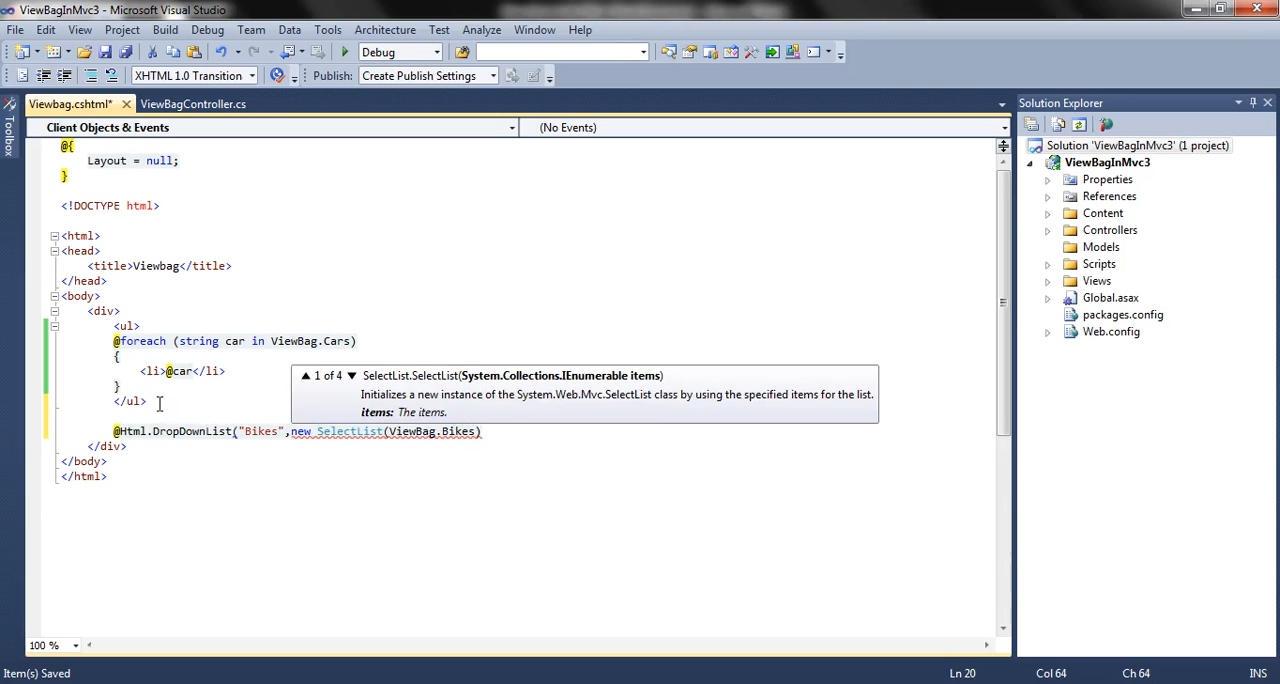 ViewBagInMvc3 - Microsoft Visual Studio
File Edit View Project Build Debug Team Data Tools Architecture Test Analyze Window Help
Debug
XHTML 1.0 Transition Publish: Create Publish Settings
Viewbag.cshtml* ViewBagController.cs
Client Objects & Events (No Events)
@{
Layout = null;
}
<!DOCTYPE html>
<html>
<head>
<title>Viewbag</title>
</head>
<body>
<div>
<ul>
@foreach (string car in ViewBag.Cars)
{
<li>@car</li>
}
</ul>
1 of 4 SelectList.SelectList(System.Collections.IEnumerable items)
Initializes a new instance of the System.Web.Mvc.SelectList class by using the specified items for the list.
items: The items.
@Html.DropDownList("Bikes",new SelectList(ViewBag.Bikes)
</div>
</body>
</html>
100 %
Toolbox
Solution Explorer
Solution 'ViewBagInMvc3' (1 project)
ViewBagInMvc3
Properties
References
Content
Controllers
Models
Scripts
Views
Global.asax
packages.config
Web.config
Item(s) Saved Ln 20 Col 64 Ch 64 INS